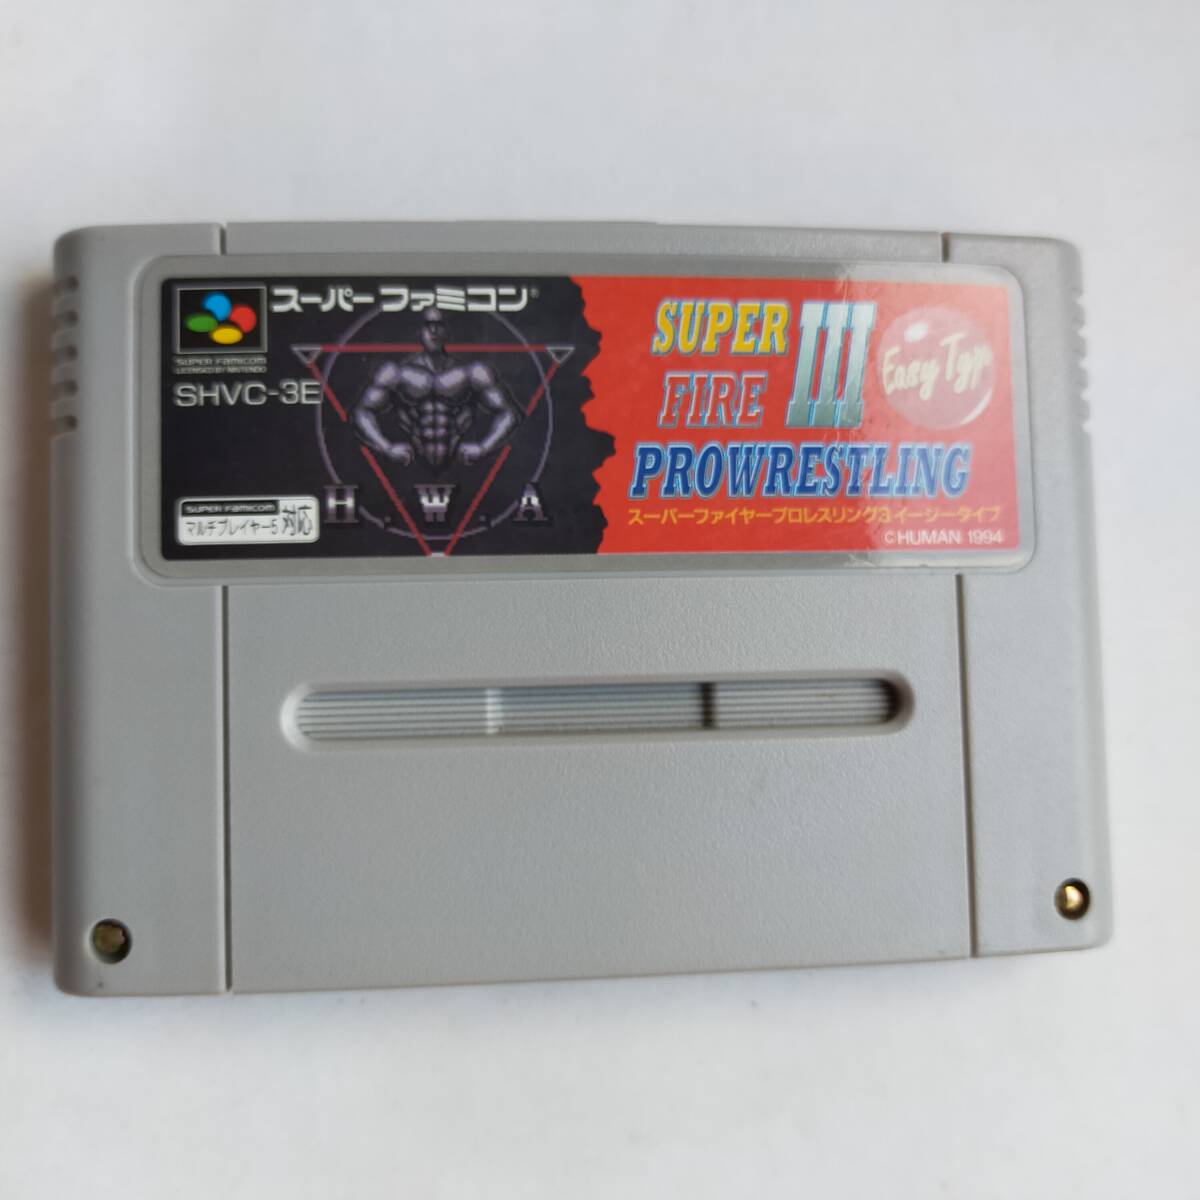 スーパーファミコン®
SUPER FAMICOM
LICENSED BY NINTENDO
SHVC-3E
H.W.A
SUPER FAMICOM
マルチプレイヤー5対応
SUPER
FIRE III
PROWRESTLING
Easy Type
スーパーファイヤープロレスリング3 イージータイプ
©HUMAN 1994